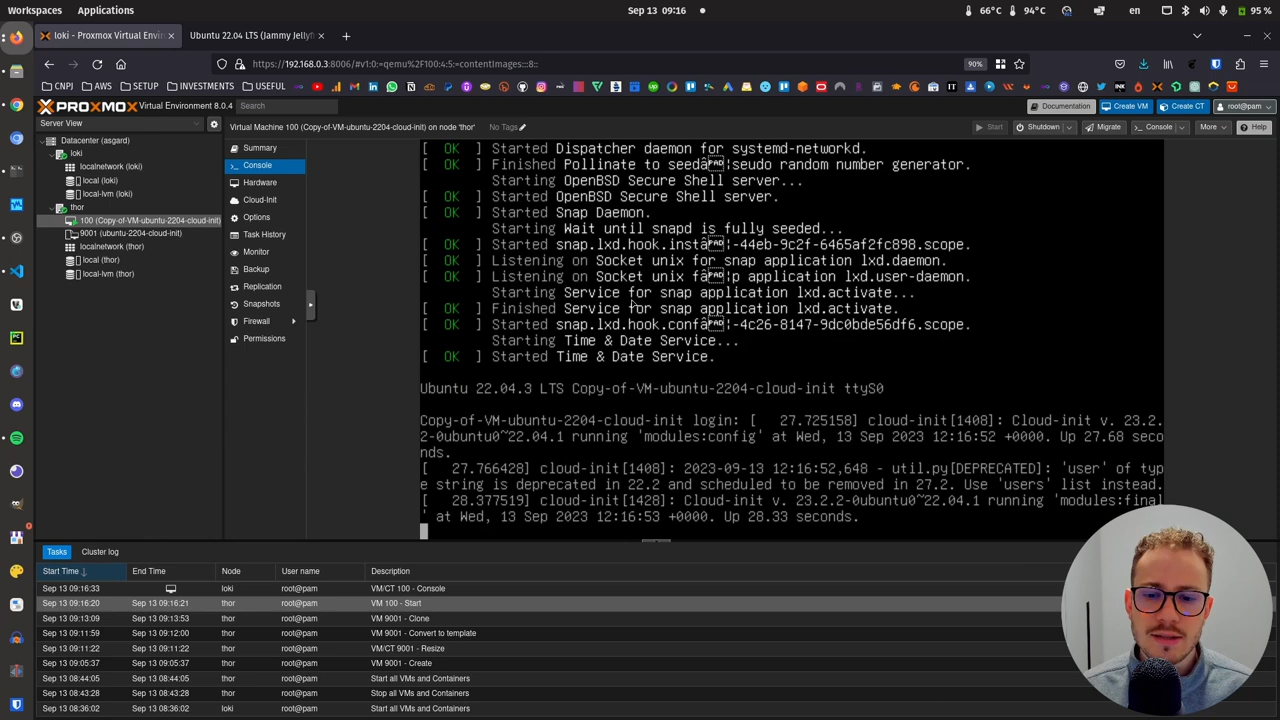 Workspaces Applications Sep 13 09:16 66°C 94°C en 95 %
loki - Proxmox Virtual Envir Ubuntu 22.04 LTS (Jammy Jellyf
https://192.168.0.3:8006/#v1:0:=qemu%2F100:4:5:=contentImages:::8:: 90%
CNPJ AWS SETUP INVESTMENTS GLOBO USEFUL
PROXMOX Virtual Environment 8.0.4 Search Documentation Create VM Create CT root@pam
Server View Virtual Machine 100 (Copy-of-VM-ubuntu-2204-cloud-init) on node 'thor' No Tags Start Shutdown Migrate Console More Help
Datacenter (asgard)
loki
localnetwork (loki)
local (loki)
local-lvm (loki)
thor
100 (Copy-of-VM-ubuntu-2204-cloud-init)
9001 (ubuntu-2204-cloud-init)
localnetwork (thor)
local (thor)
local-lvm (thor)
Summary
Console
Hardware
Cloud-Init
Options
Task History
Monitor
Backup
Replication
Snapshots
Firewall
Permissions
[ OK ] Started Dispatcher daemon for systemd-networkd.
[ OK ] Finished Pollinate to seedâ¦seudo random number generator.
Starting OpenBSD Secure Shell server...
[ OK ] Started OpenBSD Secure Shell server.
[ OK ] Started Snap Daemon.
Starting Wait until snapd is fully seeded...
[ OK ] Started snap.lxd.hook.instâ¦-44eb-9c2f-6465af2fc898.scope.
[ OK ] Listening on Socket unix for snap application lxd.daemon.
[ OK ] Listening on Socket unix fâ¦p application lxd.user-daemon.
Starting Service for snap application lxd.activate...
[ OK ] Finished Service for snap application lxd.activate.
[ OK ] Started snap.lxd.hook.confâ¦-4c26-8147-9dc0bde56df6.scope.
Starting Time & Date Service...
[ OK ] Started Time & Date Service.
Ubuntu 22.04.3 LTS Copy-of-VM-ubuntu-2204-cloud-init ttyS0
Copy-of-VM-ubuntu-2204-cloud-init login: [ 27.725158] cloud-init[1408]: Cloud-init v. 23.2.
2-0ubuntu0~22.04.1 running 'modules:config' at Wed, 13 Sep 2023 12:16:52 +0000. Up 27.68 seco
nds.
[ 27.766428] cloud-init[1408]: 2023-09-13 12:16:52,648 - util.py[DEPRECATED]: 'user' of typ
e string is deprecated in 22.2 and scheduled to be removed in 27.2. Use 'users' list instead.
[ 28.377519] cloud-init[1428]: Cloud-init v. 23.2.2-0ubuntu0~22.04.1 running 'modules:final
' at Wed, 13 Sep 2023 12:16:53 +0000. Up 28.33 seconds.
Tasks Cluster log
Start Time End Time Node User name Description
Sep 13 09:16:33 loki root@pam VM/CT 100 - Console
Sep 13 09:16:20 Sep 13 09:16:21 thor root@pam VM 100 - Start
Sep 13 09:13:09 Sep 13 09:13:53 thor root@pam VM 9001 - Clone
Sep 13 09:11:59 Sep 13 09:12:00 thor root@pam VM 9001 - Convert to template
Sep 13 09:11:22 Sep 13 09:11:22 thor root@pam VM/CT 9001 - Resize
Sep 13 09:05:37 Sep 13 09:05:37 thor root@pam VM 9001 - Create
Sep 13 08:44:05 Sep 13 08:44:05 thor root@pam Start all VMs and Containers
Sep 13 08:43:28 Sep 13 08:43:28 thor root@pam Stop all VMs and Containers
Sep 13 08:36:02 Sep 13 08:36:02 loki root@pam Start all VMs and Containers